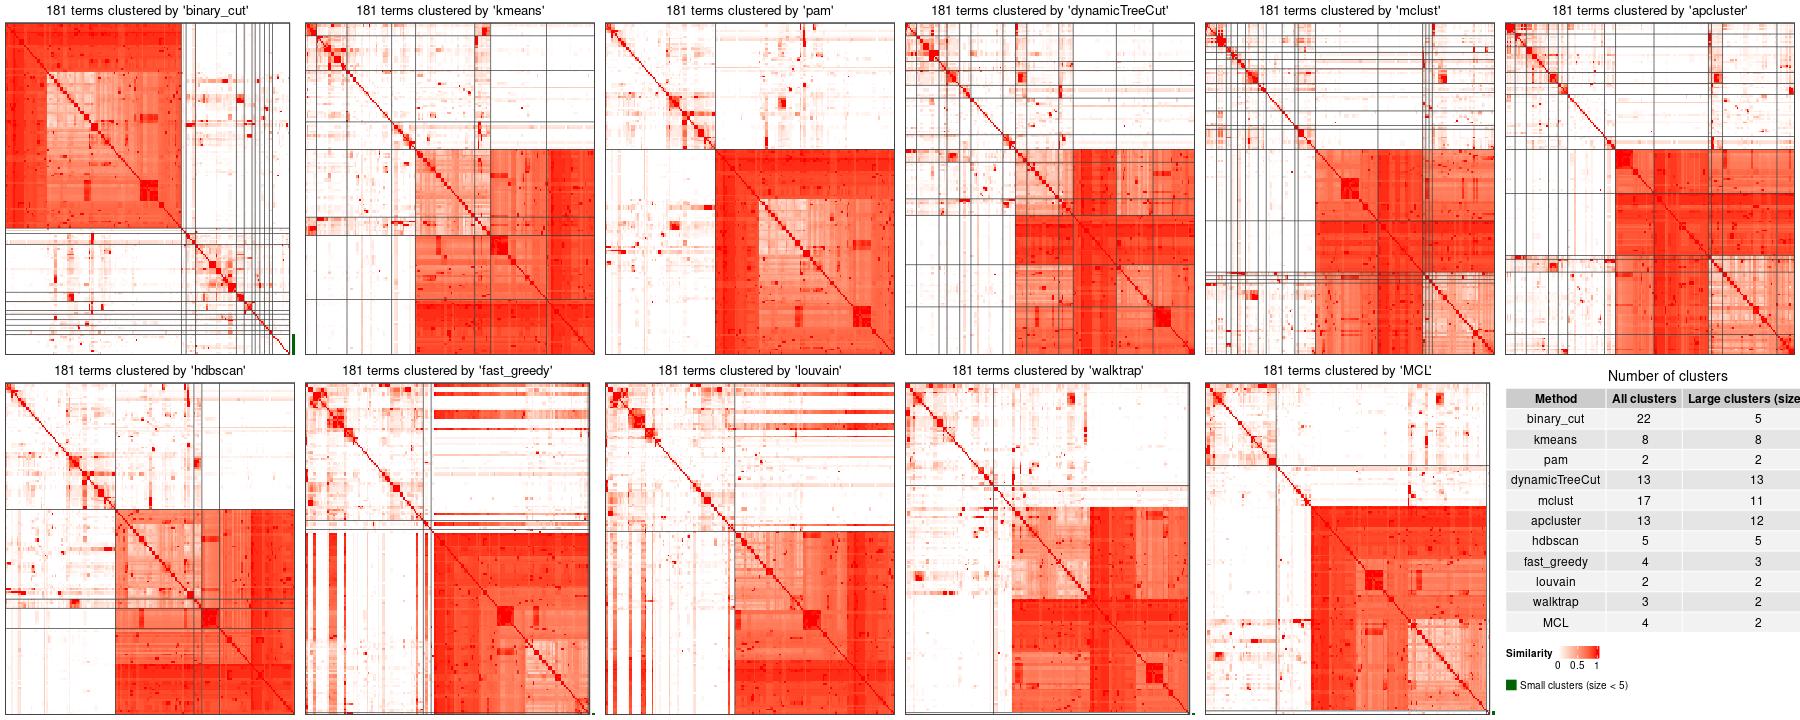 181 terms clustered by 'binary_cut'
181 terms clustered by 'kmeans'
181 terms clustered by 'pam'
181 terms clustered by 'dynamicTreeCut'
181 terms clustered by 'mclust'
181 terms clustered by 'apcluster'
181 terms clustered by 'hdbscan'
181 terms clustered by 'fast_greedy'
181 terms clustered by 'louvain'
181 terms clustered by 'walktrap'
181 terms clustered by 'MCL'
Number of clusters
Method All clusters Large clusters (size
binary_cut 22 5
kmeans 8 8
pam 2 2
dynamicTreeCut 13 13
mclust 17 11
apcluster 13 12
hdbscan 5 5
fast_greedy 4 3
louvain 2 2
walktrap 3 2
MCL 4 2
Similarity
0 0.5 1
Small clusters (size < 5)